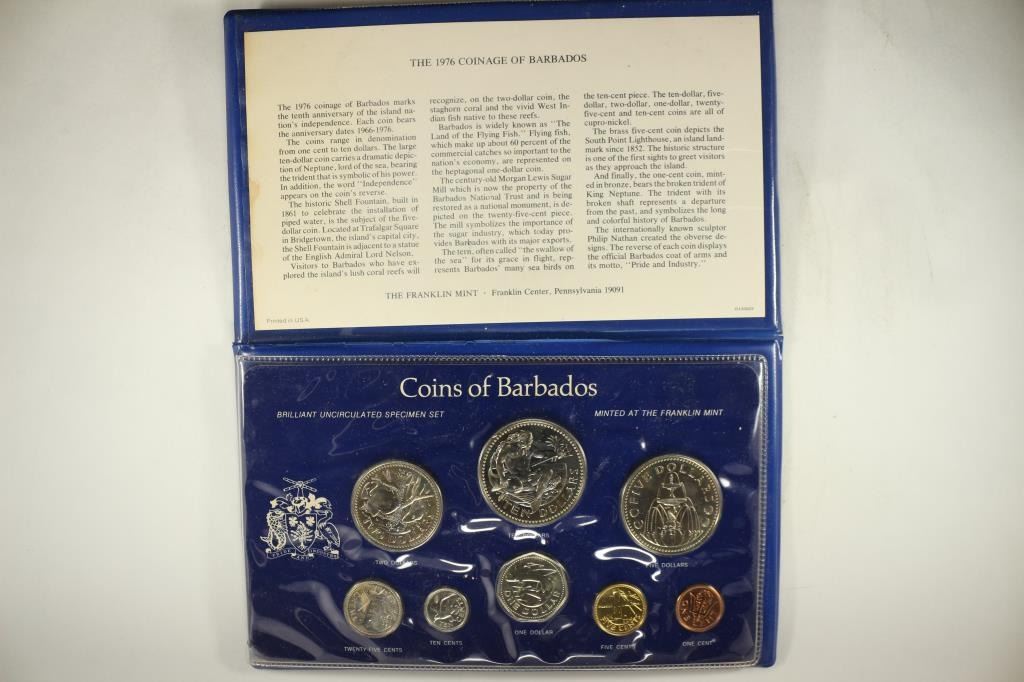 THE 1976 COINAGE OF BARBADOS
The 1976 coinage of Barbados marks
the tenth anniversary of the island na-
tion's independence. Each coin bears
the anniversary dates 1966-1976.
The coins range in denomination
from one cent to ten dollars. The large
ten-dollar coin carries a dramatic depic-
tion of Neptune, lord of the sea, bearing
the trident that is symbolic of his power.
In addition, the word "Independence"
appears on the coin's reverse.
The historic Shell Fountain, built in
1861 to celebrate the installation of
piped water, is the subject of the five-
dollar coin. Located at Trafalgar Square
in Bridgetown, the island's capital city,
the Shell Fountain is adjacent to a statue
of the English Admiral Lord Nelson.
Visitors to Barbados who have ex-
plored the island's lush coral reefs will
recognize, on the two-dollar coin, the
staghorn coral and the vivid West In-
dian fish native to these reefs.
Barbados is widely known as "The
Land of the Flying Fish." Flying fish,
which make up about 60 percent of the
commercial catches so important to the
nation's economy, are represented on
the heptagonal one-dollar coin.
The century-old Morgan Lewis Sugar
Mill which is now the property of the
Barbados National Trust and is being
restored as a national monument, is de-
picted on the twenty-five-cent piece.
The mill symbolizes the importance of
the sugar industry, which today pro-
vides Barbados with its major exports.
The tern, often called "the swallow of
the sea" for its grace in flight, rep-
resents Barbados' many sea birds on
the ten-cent piece. The ten-dollar, five-
dollar, two-dollar, one-dollar, twenty-
five-cent and ten-cent coins are all of
cupro-nickel.
The brass five-cent coin depicts the
South Point Lighthouse, an island land-
mark since 1852. The historic structure
is one of the first sights to greet visitors
as they approach the island.
And finally, the one-cent coin, mint-
ed in bronze, bears the broken trident of
King Neptune. The trident with its
broken shaft represents a departure
from the past, and symbolizes the long
and colorful history of Barbados.
The internationally known sculptor
Philip Nathan created the obverse de-
signs. The reverse of each coin displays
the official Barbados coat of arms and
its motto, "Pride and Industry."
THE FRANKLIN MINT · Franklin Center, Pennsylvania 19091
Printed in U.S.A.
Coins of Barbados
BRILLIANT UNCIRCULATED SPECIMEN SET
MINTED AT THE FRANKLIN MINT
TEN DOLLARS
TWO DOLLARS
FIVE DOLLARS
PRIDE AND INDUSTRY
TWO DOLLARS
FIVE DOLLARS
ONE DOLLAR
FIVE CENTS
TWENTY-FIVE CENTS
TEN CENTS
ONE DOLLAR
FIVE CENTS
ONE CENT